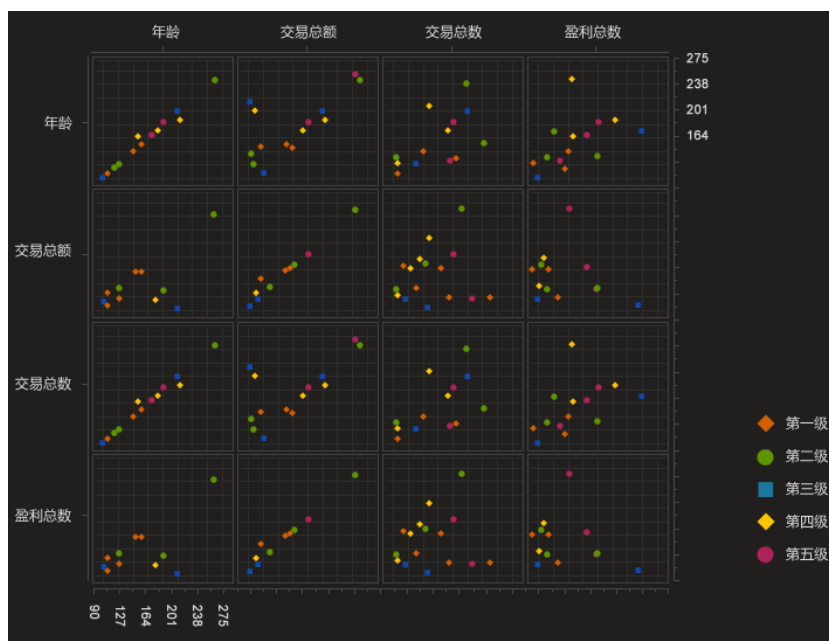 年龄 交易总额 交易总数 盈利总数
275
238
年龄 201
164
交易总额
交易总数
第一级
第二级
第三级
盈利总数
第四级
第五级
90 127 164 201 238 275